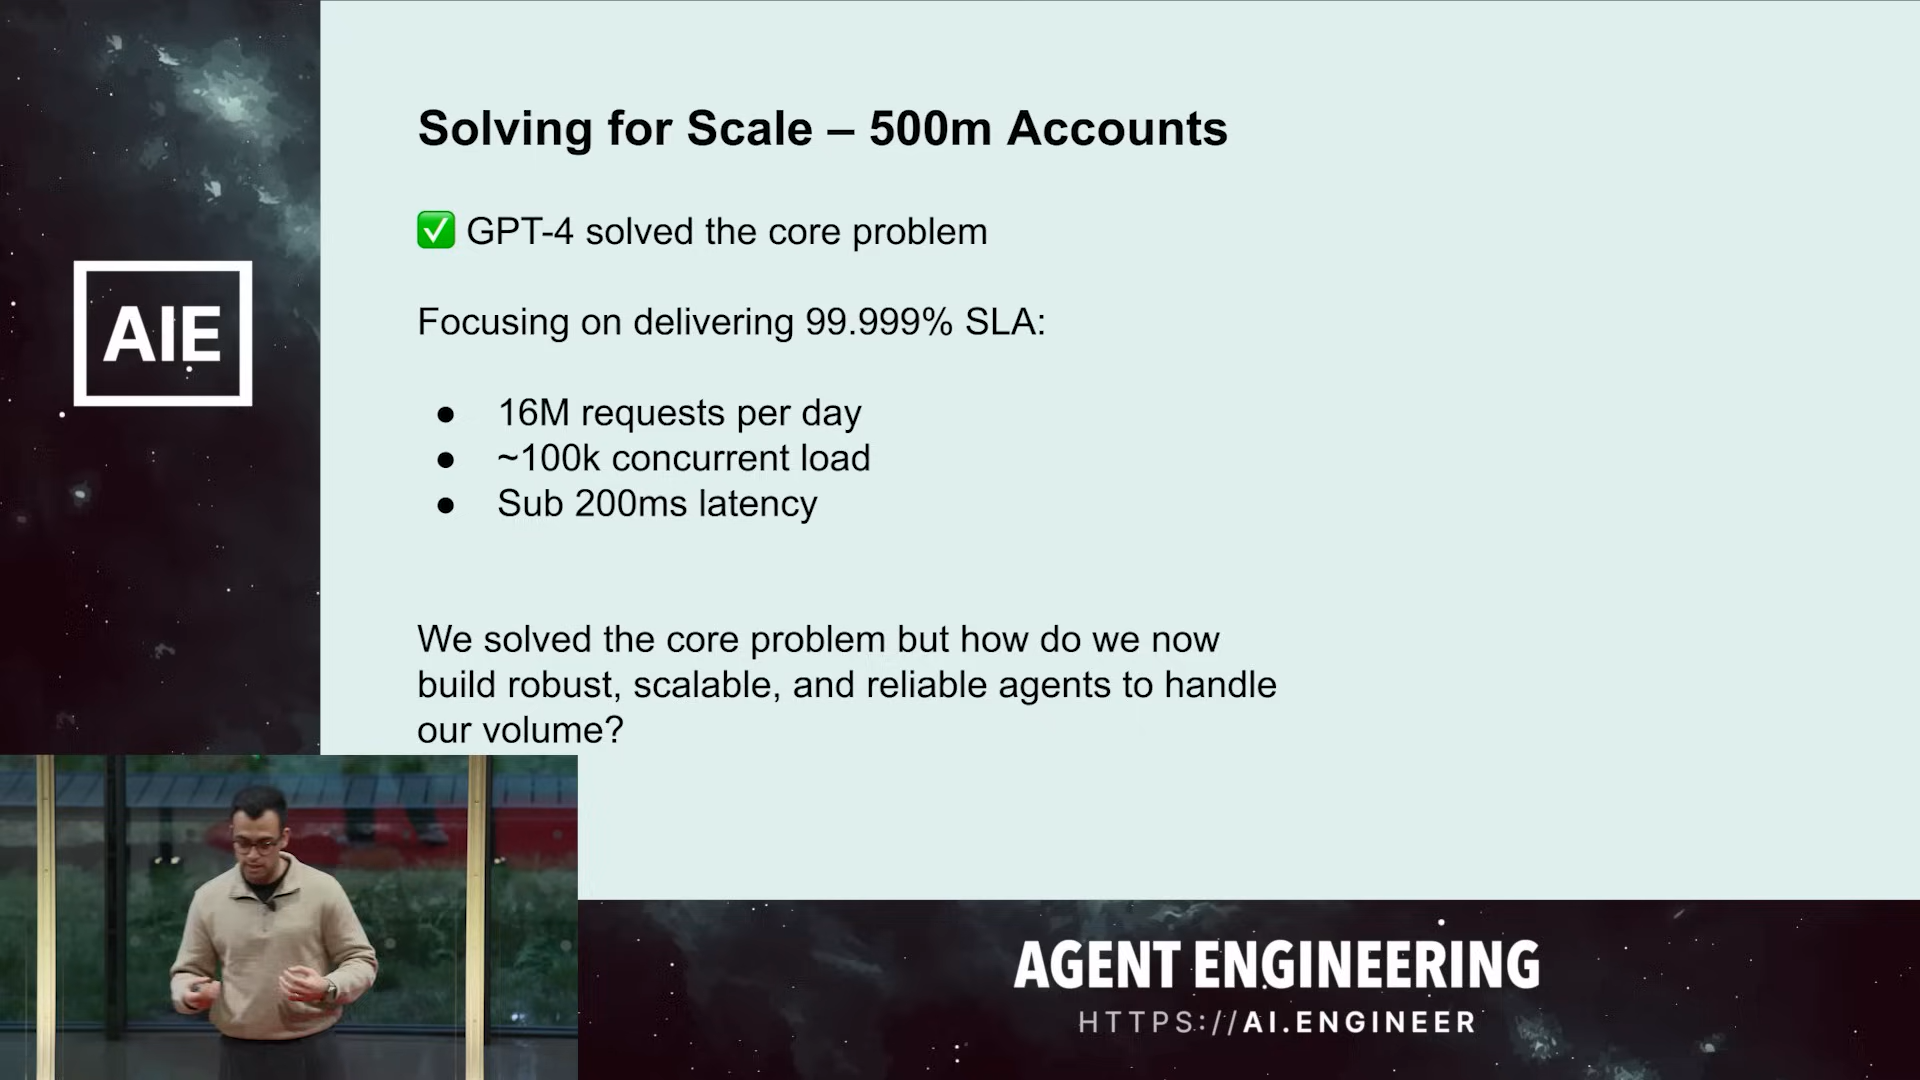 Solving for Scale – 500m Accounts
✅ GPT-4 solved the core problem
Focusing on delivering 99.999% SLA:
● 16M requests per day
● ~100k concurrent load
● Sub 200ms latency
We solved the core problem but how do we now
build robust, scalable, and reliable agents to handle
our volume?
AIE
AGENT ENGINEERING
HTTPS://AI.ENGINEER